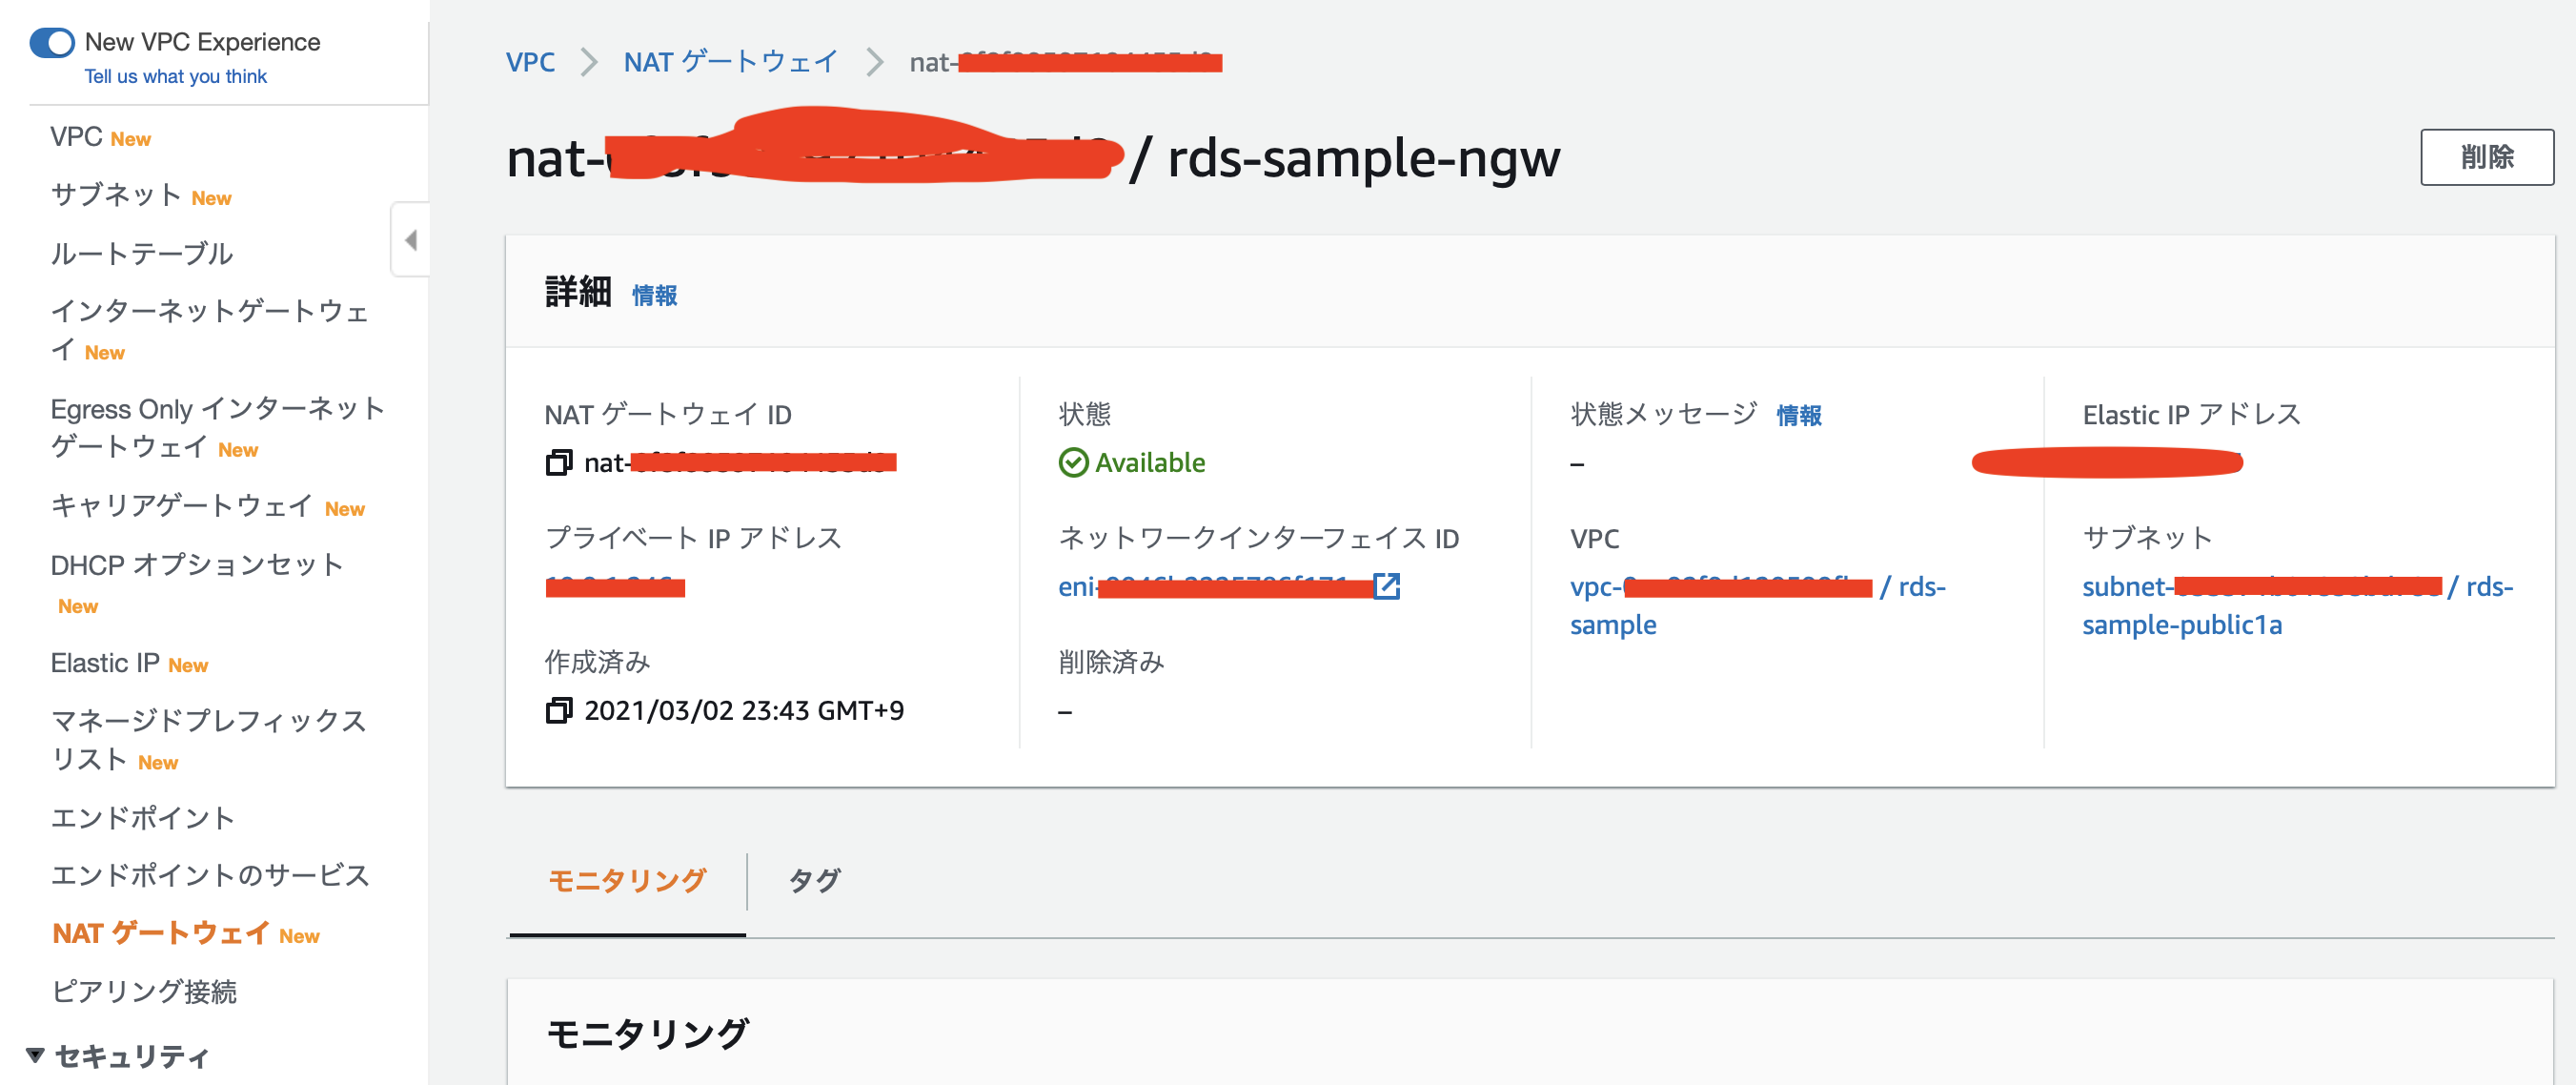 New VPC Experience
Tell us what you think
VPC New
サブネット New
ルートテーブル
インターネットゲートウェ
イ New
Egress Only インターネット
ゲートウェイ New
キャリアゲートウェイ New
DHCP オプションセット
New
Elastic IP New
マネージドプレフィックス
リスト New
エンドポイント
エンドポイントのサービス
NAT ゲートウェイ New
ピアリング接続
セキュリティ
VPC NAT ゲートウェイ nat-
nat- / rds-sample-ngw
削除
詳細 情報
NAT ゲートウェイ ID
nat-
状態
Available
状態メッセージ 情報
–
Elastic IP アドレス
プライベート IP アドレス
ネットワークインターフェイス ID
eni-
VPC
vpc- / rds-
sample
サブネット
subnet- / rds-
sample-public1a
作成済み
2021/03/02 23:43 GMT+9
削除済み
–
モニタリング
タグ
モニタリング